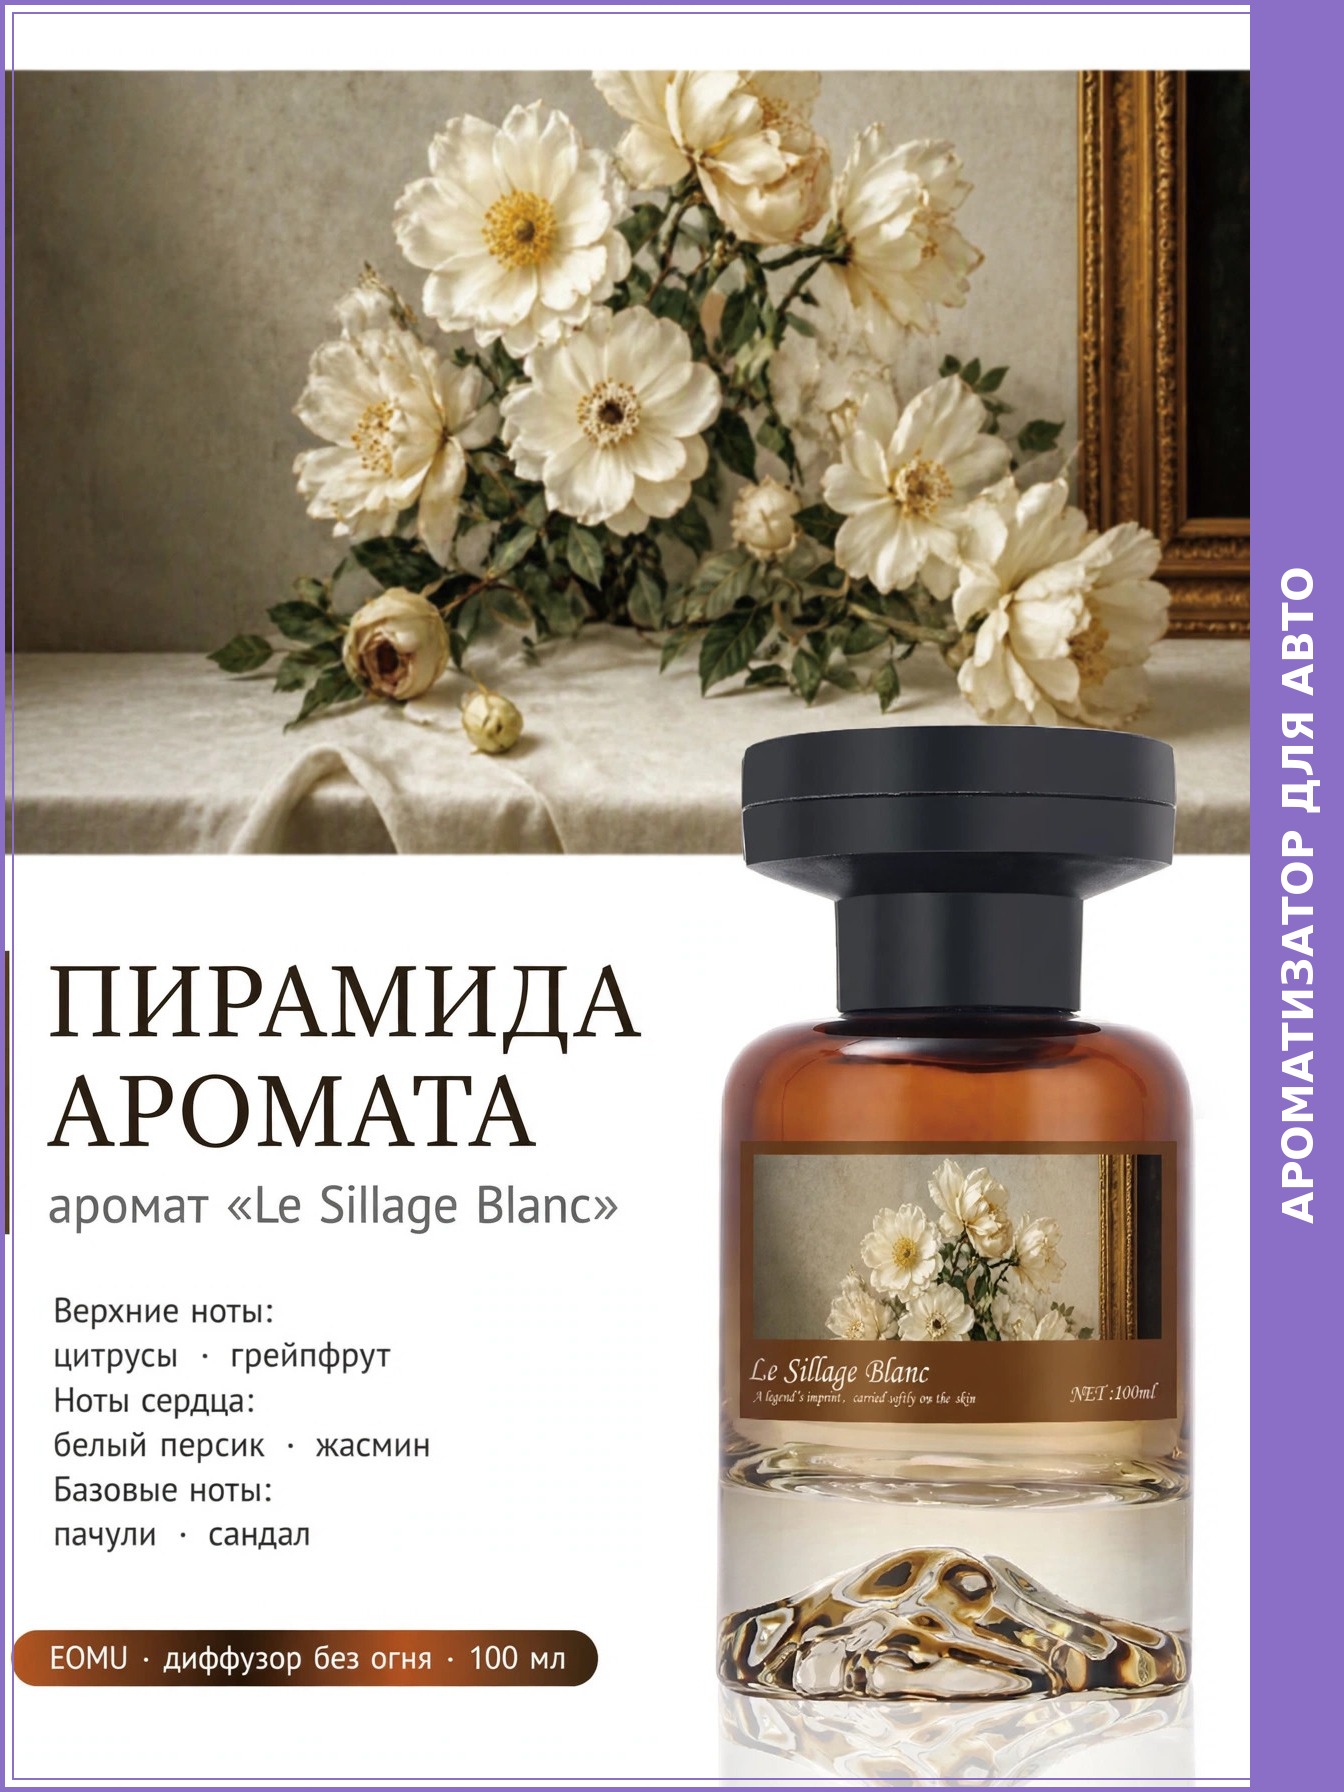 ПИРАМИДА
АРОМАТА
аромат «Le Sillage Blanc»
Верхние ноты:
цитрусы · грейпфрут
Ноты сердца:
белый персик · жасмин
Базовые ноты:
пачули · сандал
EOMU · диффузор без огня · 100 мл
Le Sillage Blanc
A legend's imprint, carried softly on the skin
NET:100ml
АРОМАТИЗАТОР ДЛЯ АВТО